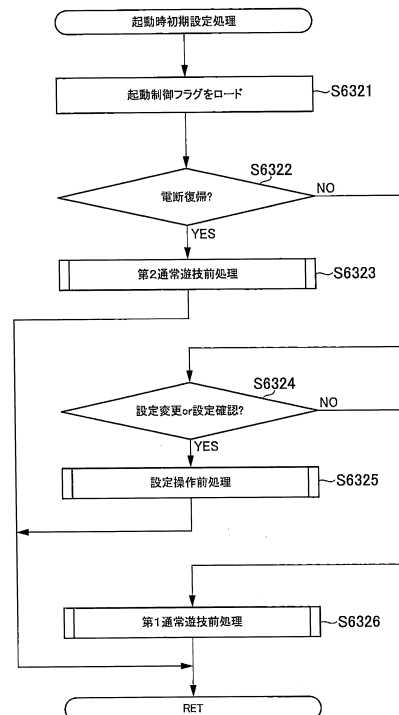 起動時初期設定処理
起動制御フラグをロード
S6321
S6322
電断復帰?
NO
YES
第2通常遊技前処理
S6323
S6324
設定変更or設定確認?
NO
YES
設定操作前処理
S6325
第1通常遊技前処理
S6326
RET